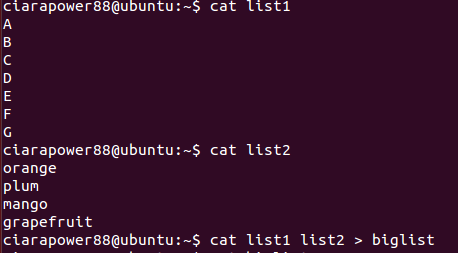 ciarapower88@ubuntu:~$ cat list1
A
B
C
D
E
F
G
ciarapower88@ubuntu:~$ cat list2
orange
plum
mango
grapefruit
ciarapower88@ubuntu:~$ cat list1 list2 > biglist